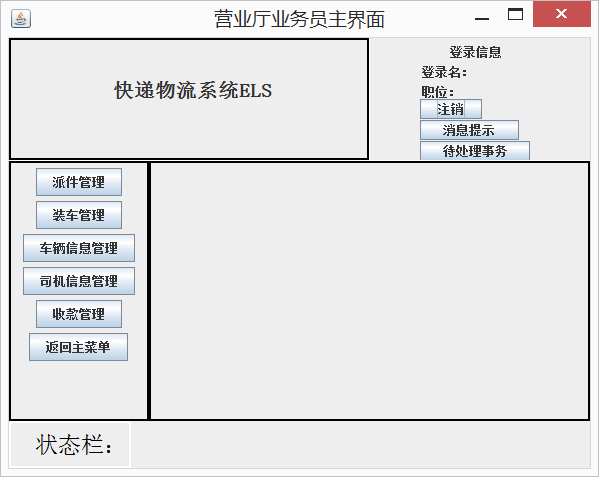 营业厅业务员主界面
快递物流系统ELS
登录信息
登录名：
职位：
注销
消息提示
待处理事务
派件管理
装车管理
车辆信息管理
司机信息管理
收款管理
返回主菜单
状态栏：